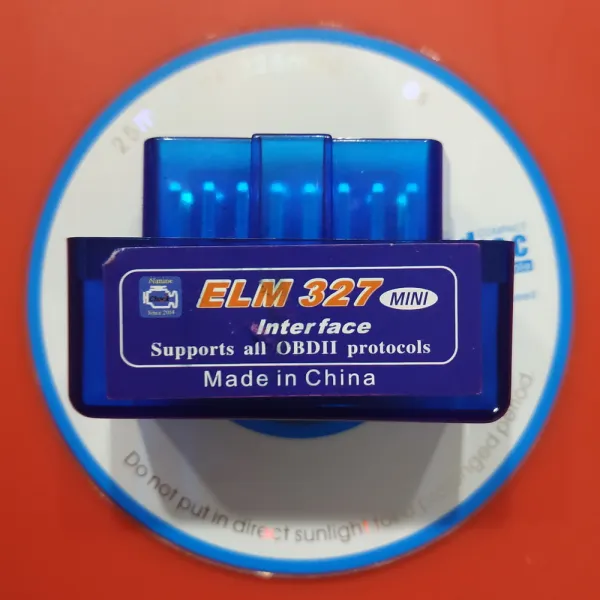 COMPACT
ELM 327 MINI
Interface
Supports all OBDII protocols
Made in China
Since 2004
Do not put in direct sunlight for prolonged period.